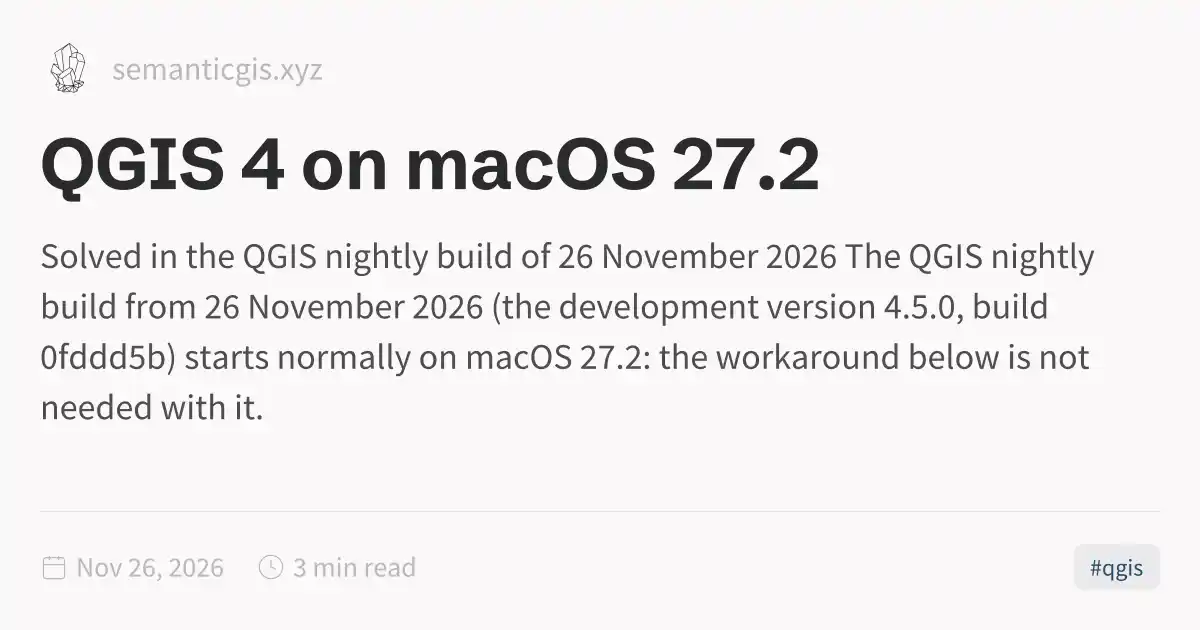 semanticgis.xyz
QGIS 4 on macOS 27.2
Solved in the QGIS nightly build of 26 November 2026 The QGIS nightly
build from 26 November 2026 (the development version 4.5.0, build
0fddd5b) starts normally on macOS 27.2: the workaround below is not
needed with it.
Nov 26, 2026
3 min read
#qgis